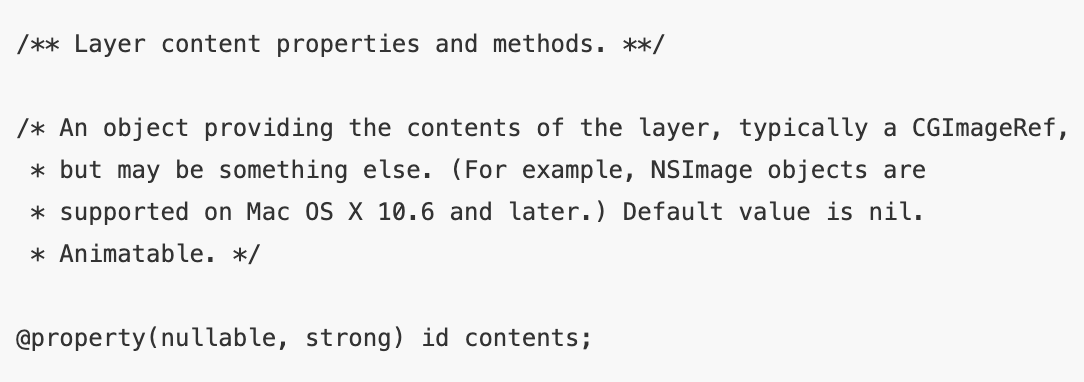 /** Layer content properties and methods. **/
/* An object providing the contents of the layer, typically a CGImageRef,
* but may be something else. (For example, NSImage objects are
* supported on Mac OS X 10.6 and later.) Default value is nil.
* Animatable. */
@property(nullable, strong) id contents;